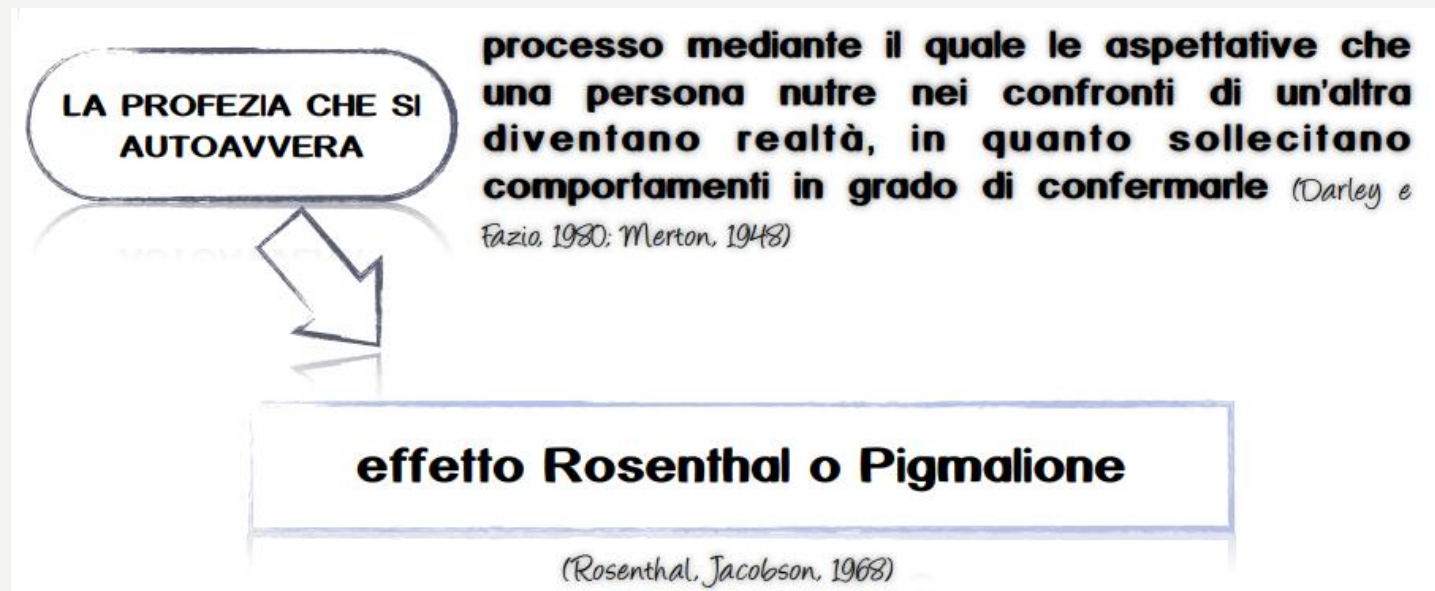 LA PROFEZIA CHE SI
AUTOAVVERA
processo mediante il quale le aspettative che
una persona nutre nei confronti di un'altra
diventano realtà, in quanto sollecitano
comportamenti in grado di confermarle (Darley e
Fazio, 1980; Merton, 1948)
effetto Rosenthal o Pigmalione
(Rosenthal, Jacobson, 1968)